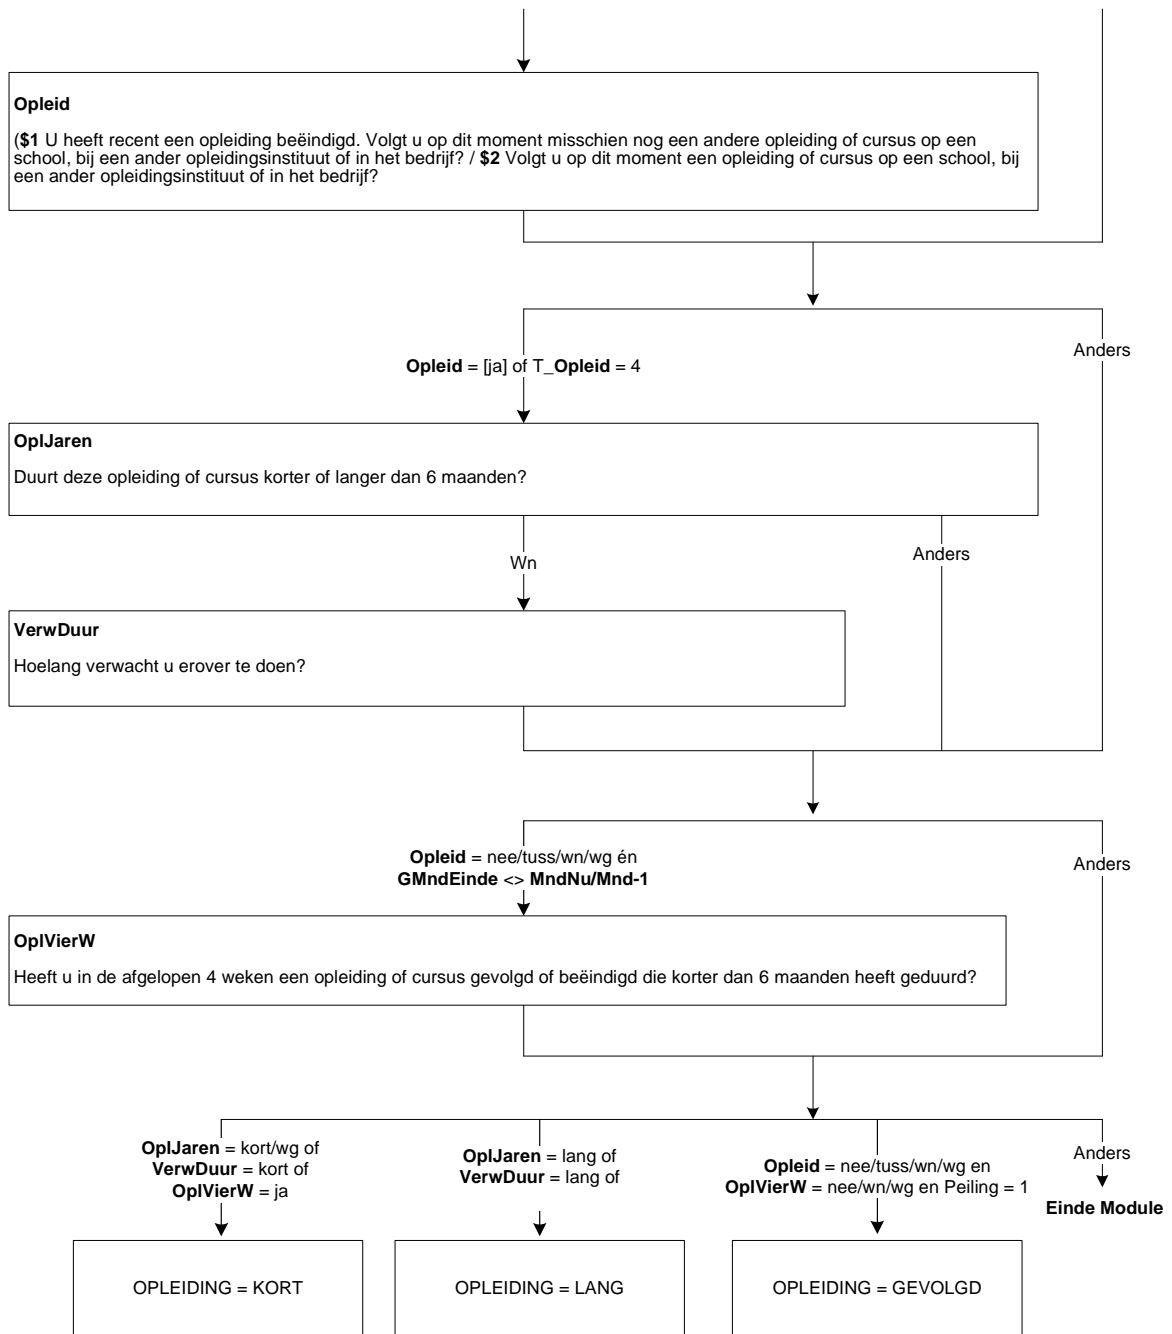 Opleid
($1 U heeft recent een opleiding beëindigd. Volgt u op dit moment misschien nog een andere opleiding of cursus op een
school, bij een ander opleidingsinstituut of in het bedrijf? / $2 Volgt u op dit moment een opleiding of cursus op een school, bij
een ander opleidingsinstituut of in het bedrijf?
Anders
Opleid = [ja] of T_Opleid = 4
OplJaren
Duurt deze opleiding of cursus korter of langer dan 6 maanden?
Wn
Anders
VerwDuur
Hoelang verwacht u erover te doen?
Opleid = nee/tuss/wn/wg én
GMndEinde <> MndNu/Mnd-1
Anders
OplVierW
Heeft u in de afgelopen 4 weken een opleiding of cursus gevolgd of beëindigd die korter dan 6 maanden heeft geduurd?
OplJaren = kort/wg of
VerwDuur = kort of
OplVierW = ja
OplJaren = lang of
VerwDuur = lang of
Opleid = nee/tuss/wn/wg en
OplVierW = nee/wn/wg en Peiling = 1
Anders
Einde Module
OPLEIDING = KORT
OPLEIDING = LANG
OPLEIDING = GEVOLGD